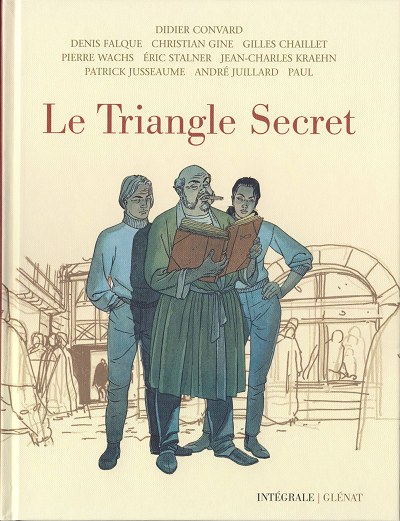 DIDIER CONVARD
DENIS FALQUE CHRISTIAN GINE GILLES CHAILLET
PIERRE WACHS ÉRIC STALNER JEAN-CHARLES KRAEHN
PATRICK JUSSEAUME ANDRÉ JUILLARD PAUL
Le Triangle Secret
INTÉGRALE | GLÉNAT